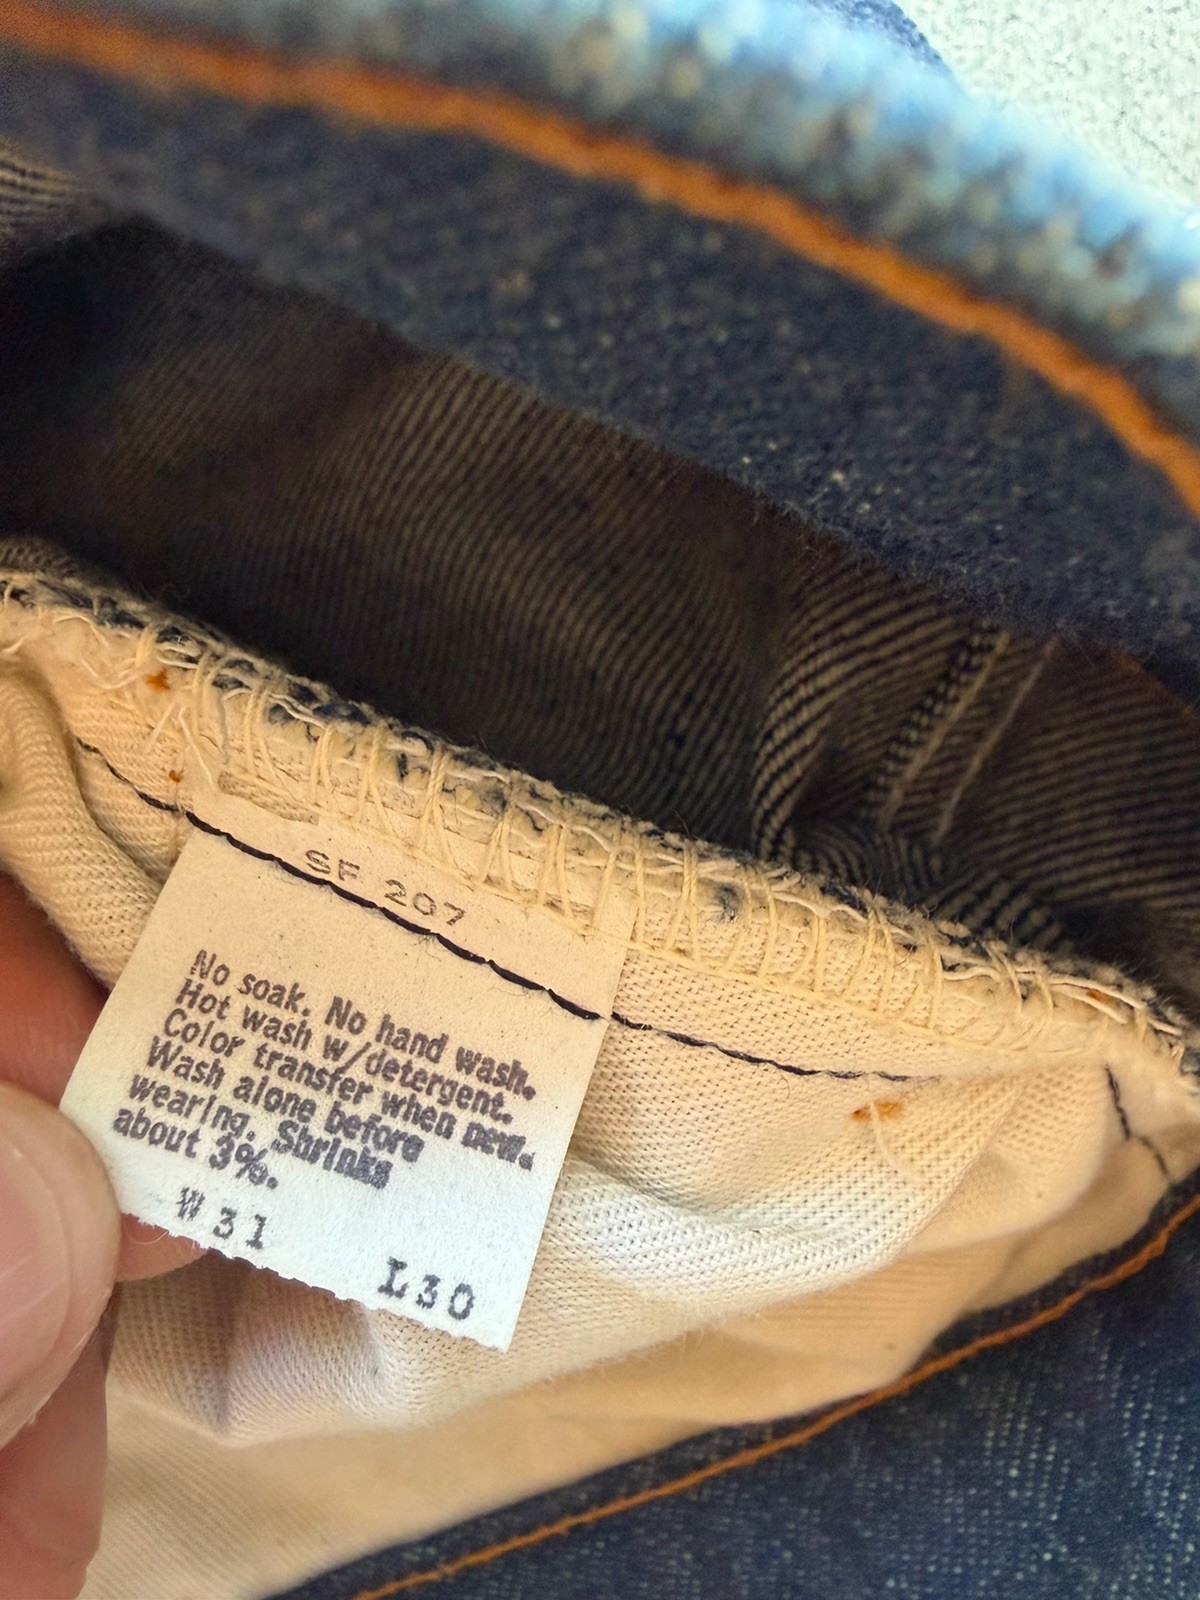 SF 207
No soak. No hand wash.
Hot wash w/detergent.
Color transfer when new.
Wash alone before
wearing. Shrinks
about 3%.
W 31 L30